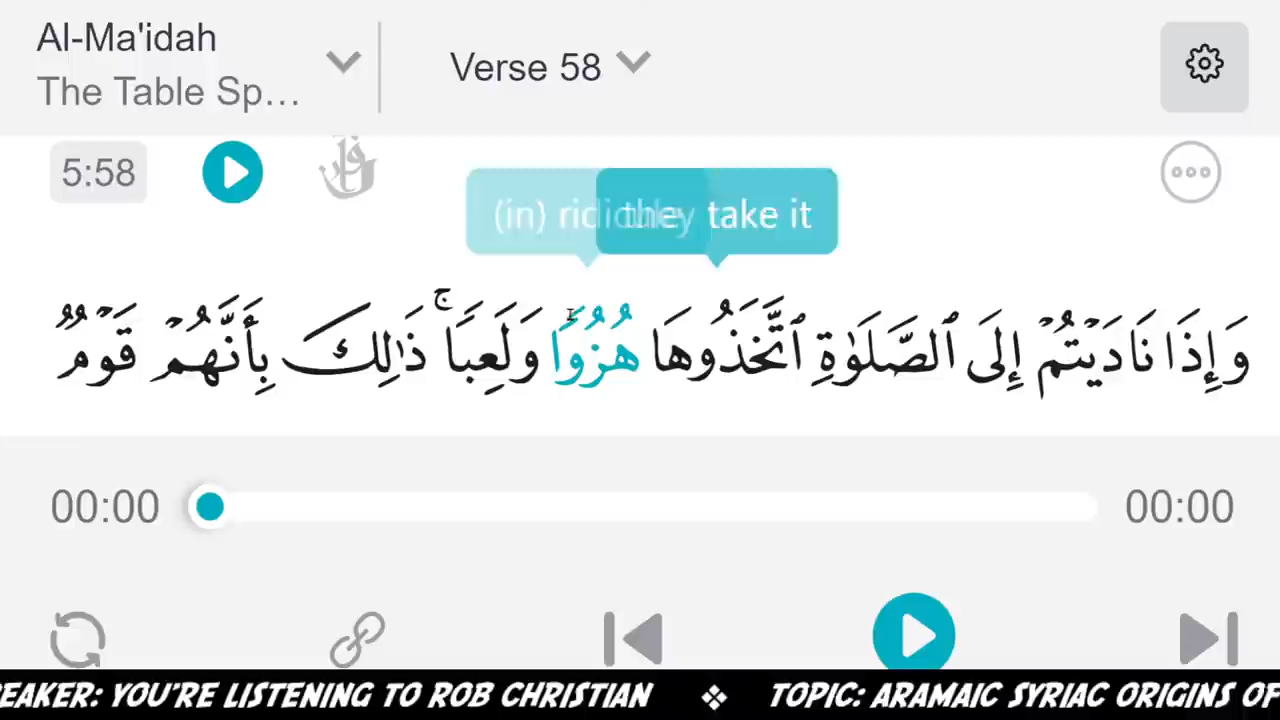 Al-Ma'idah
The Table Sp...
Verse 58
5:58
they take it
وَإِذَا نَادَيْتُمْ إِلَى ٱلصَّلَوٰةِ ٱتَّخَذُوهَا هُزُوًا وَلَعِبًا ۚ ذَٰلِكَ بِأَنَّهُمْ قَوْمٌ
00:00
00:00
EAKER: YOU'RE LISTENING TO ROB CHRISTIAN ❖ TOPIC: ARAMAIC SYRIAC ORIGINS OF